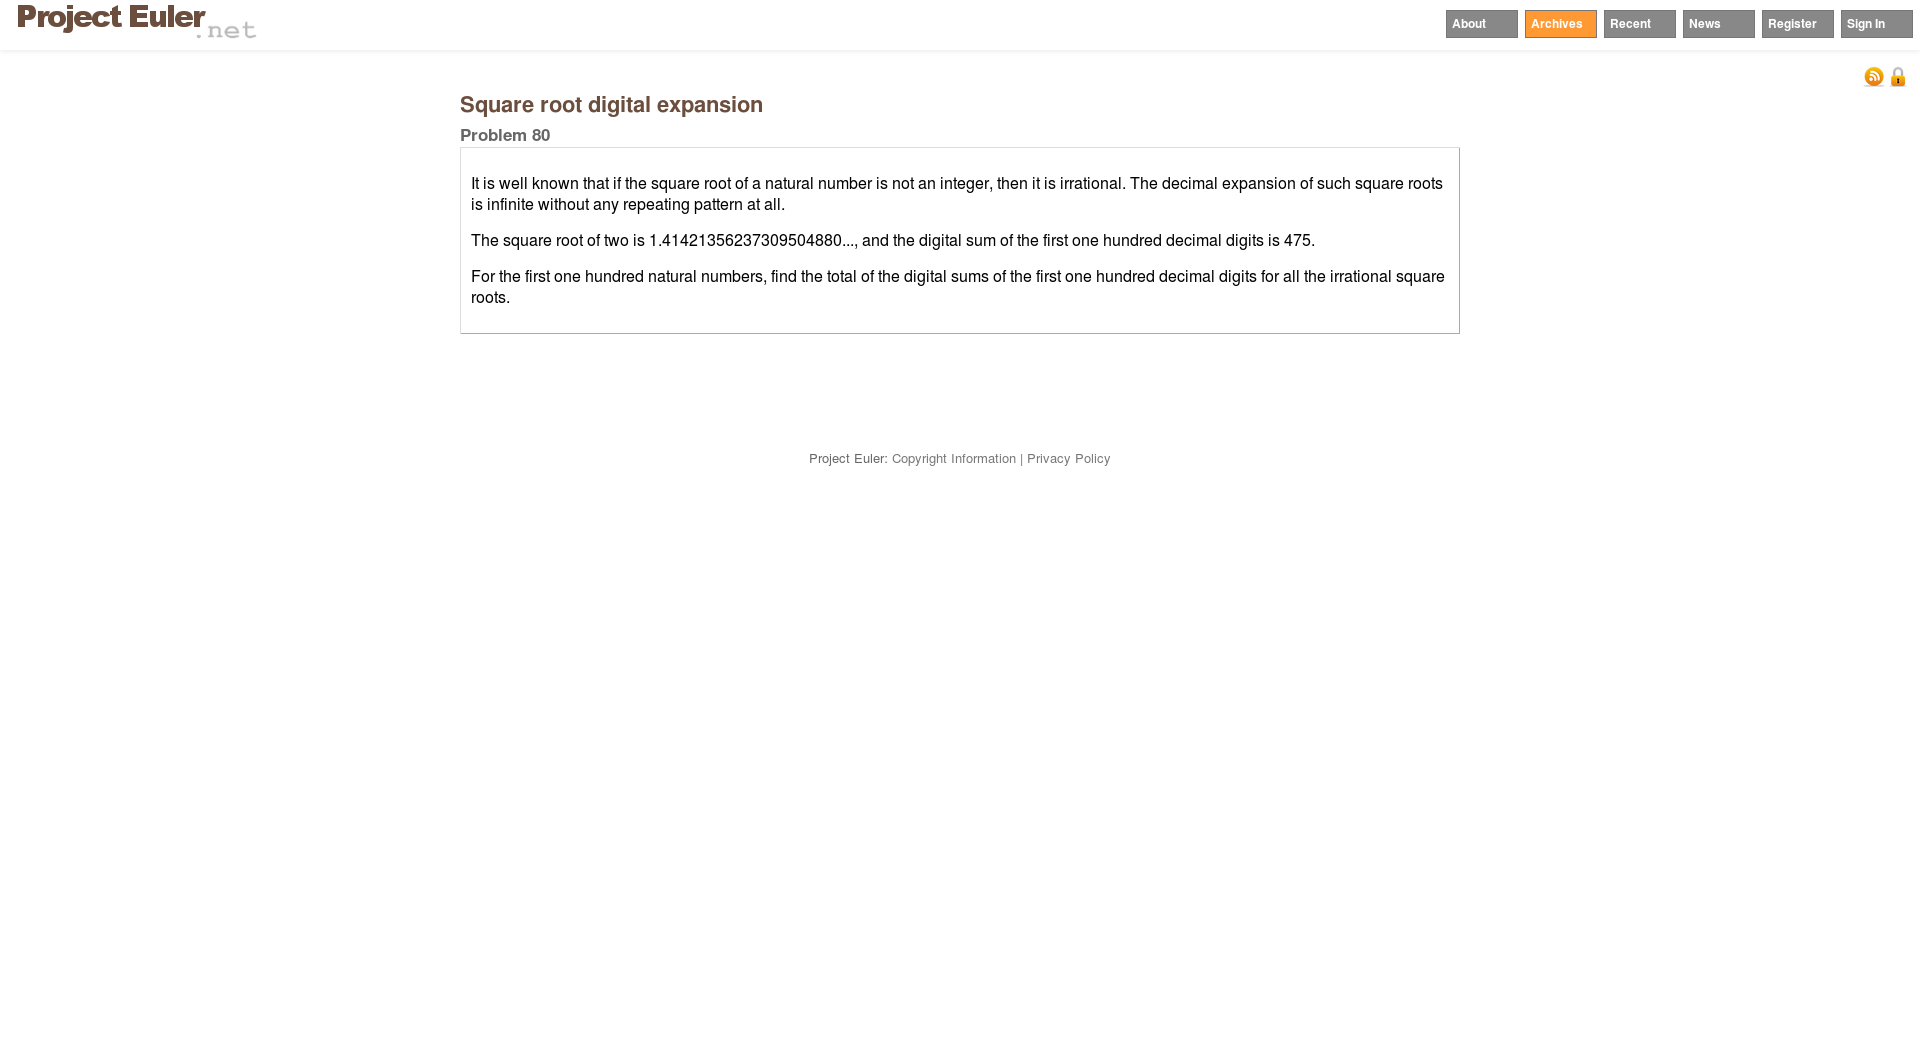 Project Euler.net
About Archives Recent News Register Sign In
Square root digital expansion
Problem 80
It is well known that if the square root of a natural number is not an integer, then it is irrational. The decimal expansion of such square roots
is infinite without any repeating pattern at all.
The square root of two is 1.41421356237309504880..., and the digital sum of the first one hundred decimal digits is 475.
For the first one hundred natural numbers, find the total of the digital sums of the first one hundred decimal digits for all the irrational square
roots.
Project Euler: Copyright Information | Privacy Policy